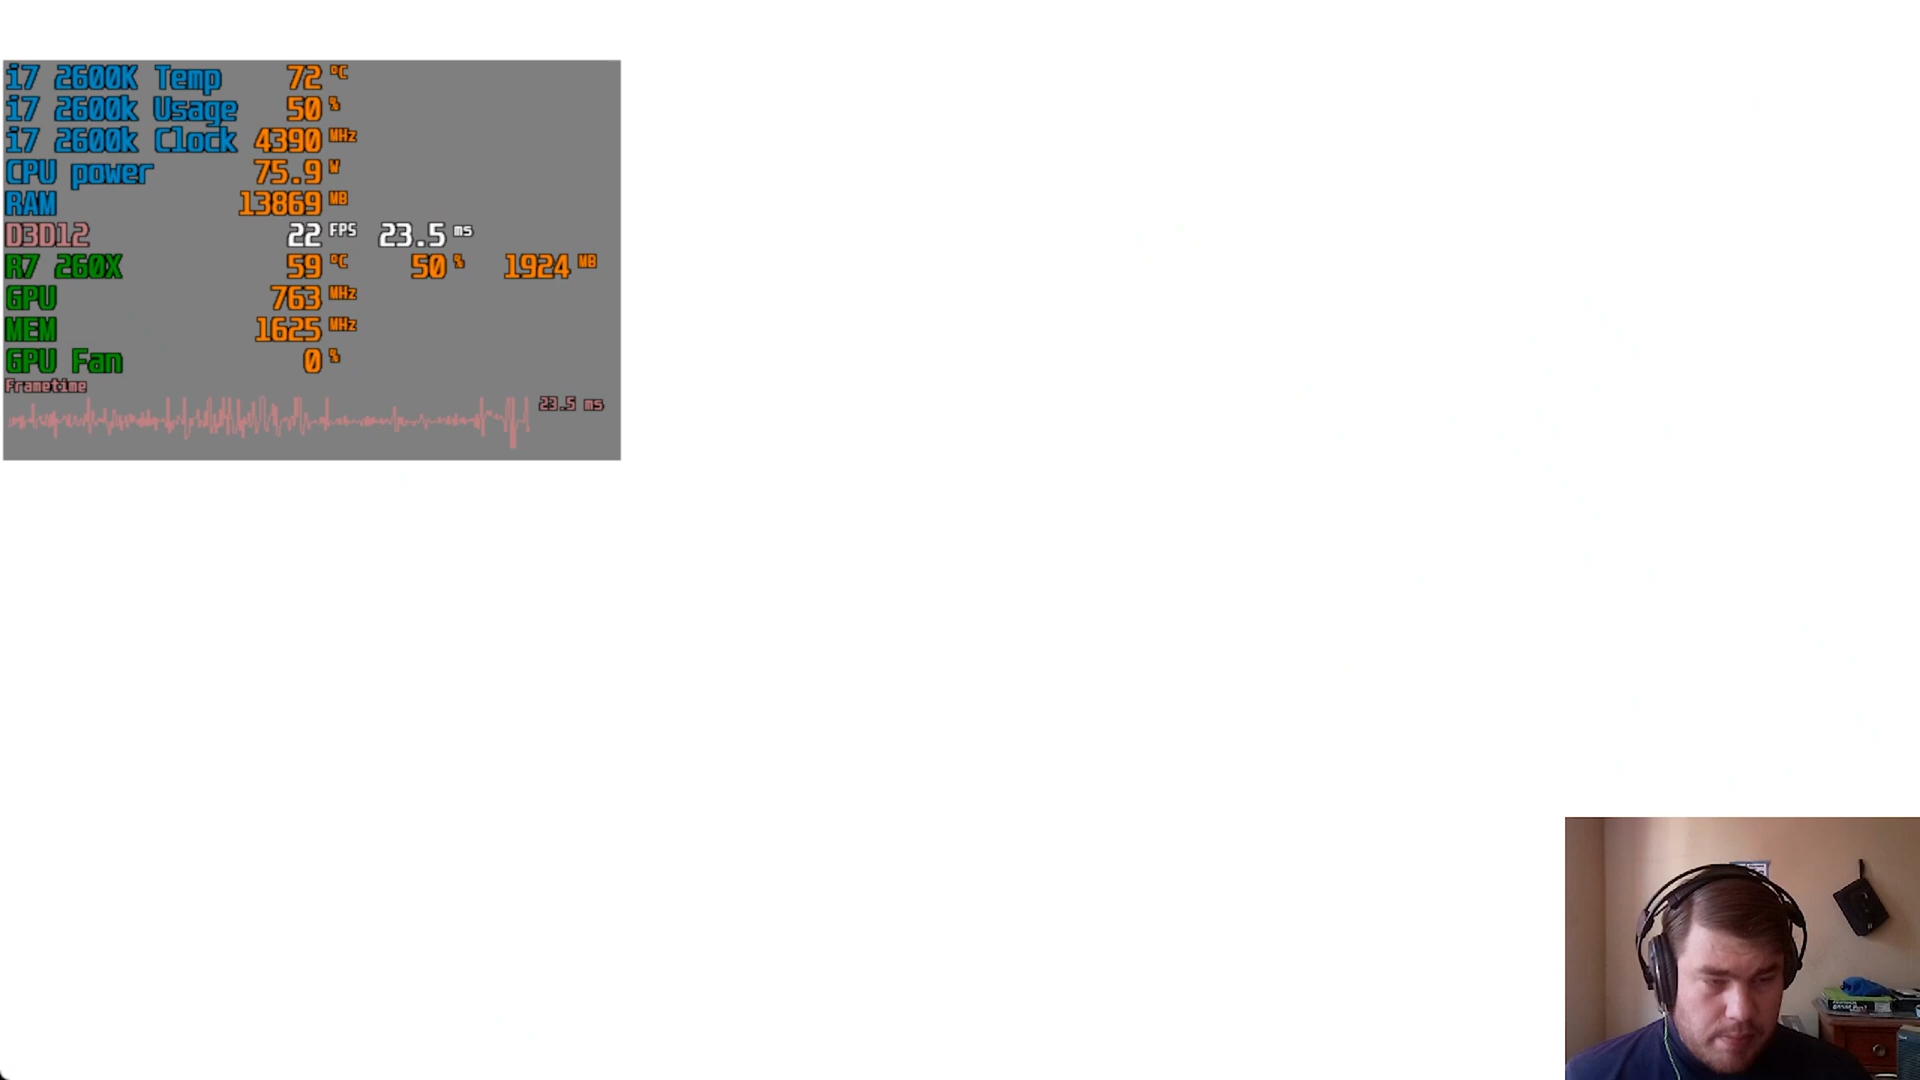 i7 2600K Temp 72 °C
i7 2600k Usage 50 %
i7 2600k Clock 4390 MHz
CPU power 75.9 W
RAM 13869 MB
D3D12 22 FPS 23.5 ms
R7 260X 59 °C 50 % 1924 MB
GPU 763 MHz
MEM 1625 MHz
GPU Fan 0 %
Frametime
23.5 ms